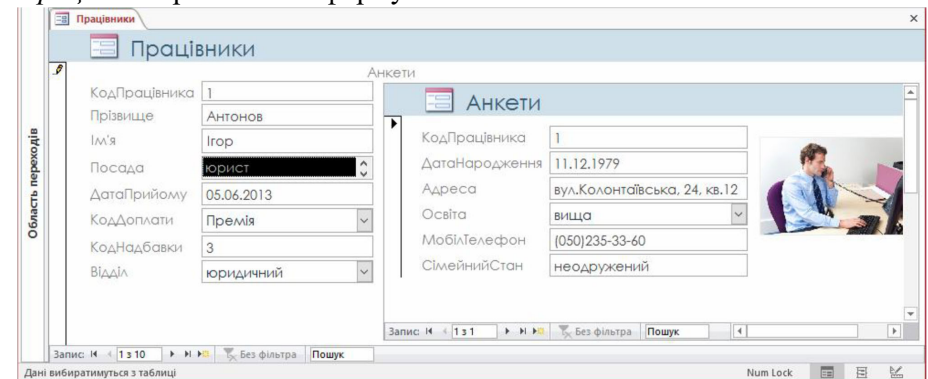 Працівники
Працівники
Анкети
КодПрацівника 1
Прізвище Антонов
Ім'я Ігор
Посада юрист
ДатаПрийому 05.06.2013
КодДоплати Премія
КодНадбавки 3
Відділ юридичний
Анкети
КодПрацівника 1
ДатаНародження 11.12.1979
Адреса вул.Колонтаївська, 24, кв.12
Освіта вища
МобілТелефон (050)235-33-60
СімейнийСтан неодружений
Запис: 1 з 1 Без фільтра Пошук
Запис: 1 з 10 Без фільтра Пошук
Область переходів
Дані вибиратимуться з таблиці Num Lock